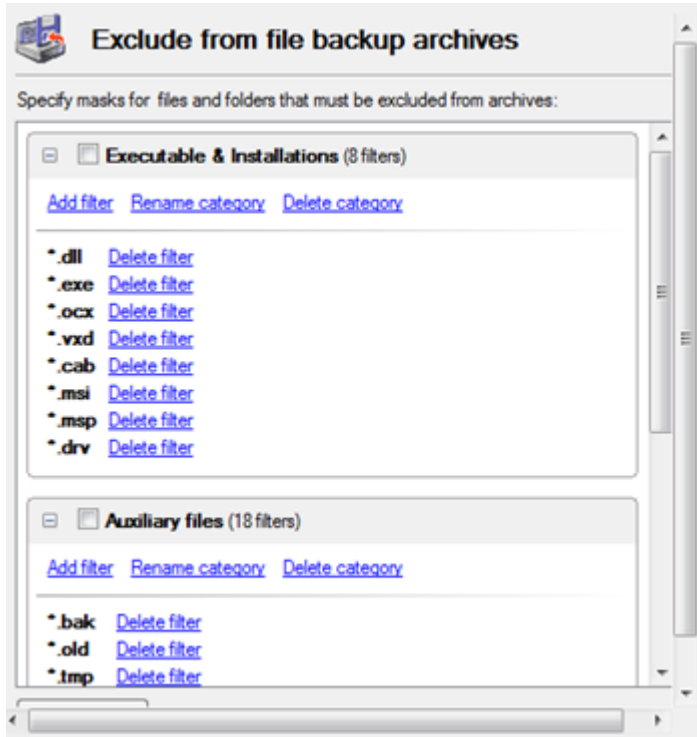 Exclude from file backup archives
Specify masks for files and folders that must be excluded from archives:
Executable & Installations (8 filters)
Add filter Rename category Delete category
*.dll Delete filter
*.exe Delete filter
*.ocx Delete filter
*.vxd Delete filter
*.cab Delete filter
*.msi Delete filter
*.msp Delete filter
*.drv Delete filter
Auxiliary files (18 filters)
Add filter Rename category Delete category
*.bak Delete filter
*.old Delete filter
*.tmp Delete filter